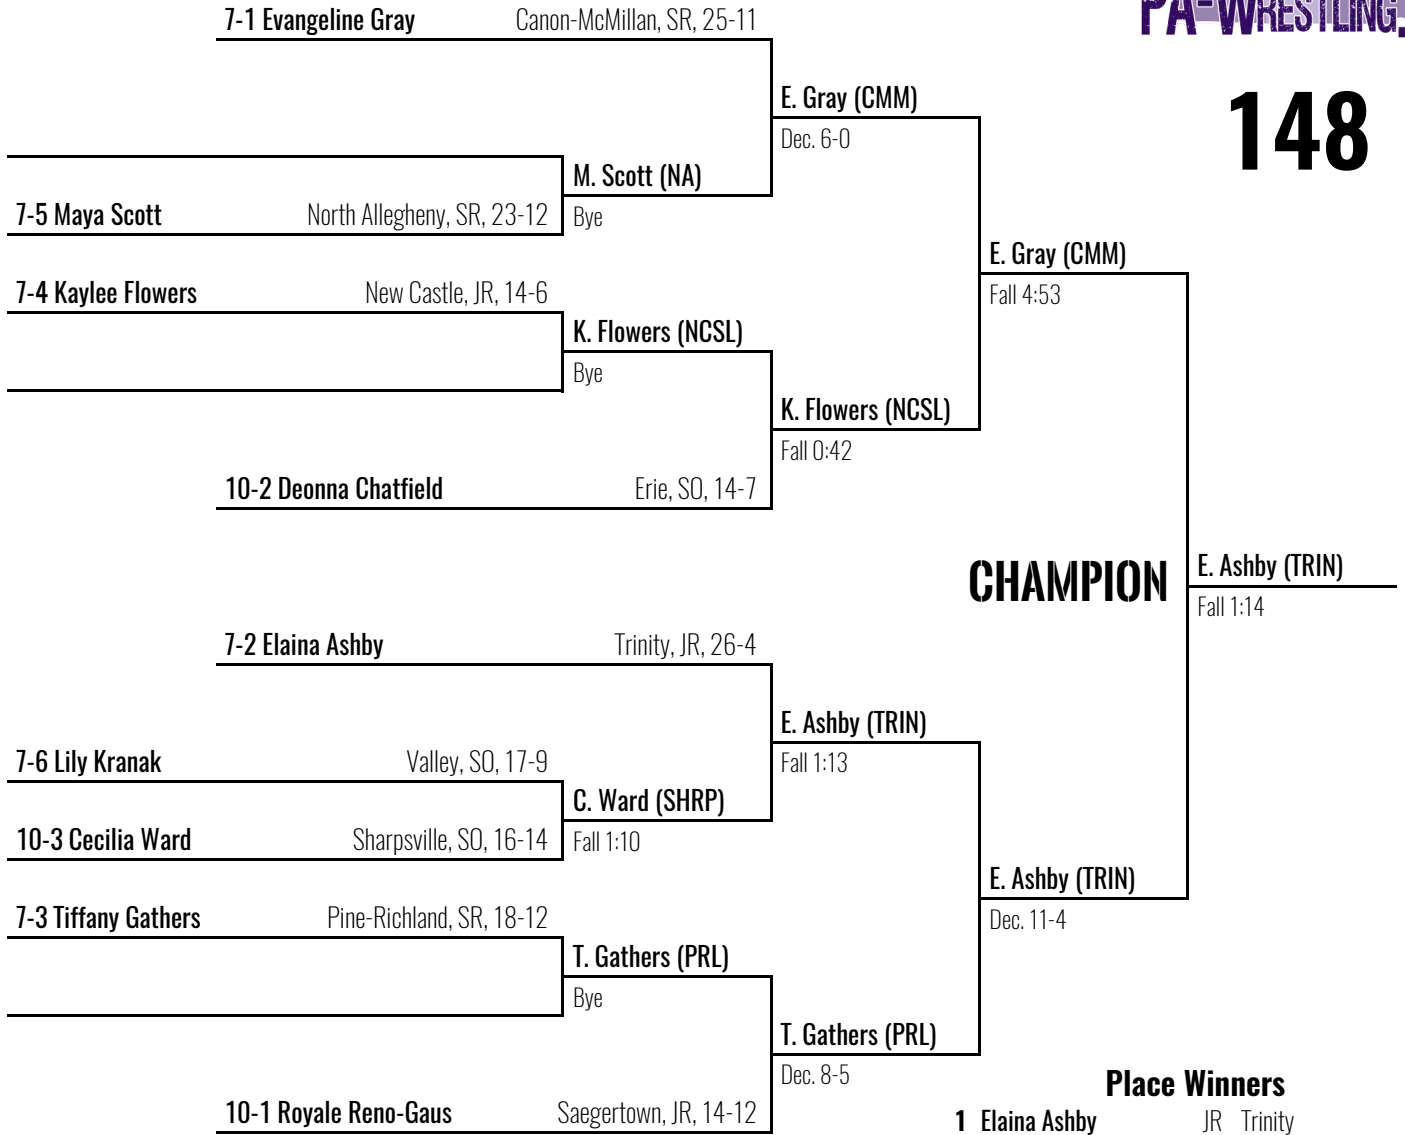 PA-WRESTLING.
148
7-1 Evangeline Gray Canon-McMillan, SR, 25-11
E. Gray (CMM)
Dec. 6-0
M. Scott (NA)
7-5 Maya Scott North Allegheny, SR, 23-12
Bye
E. Gray (CMM)
Fall 4:53
7-4 Kaylee Flowers New Castle, JR, 14-6
K. Flowers (NCSL)
Bye
K. Flowers (NCSL)
Fall 0:42
10-2 Deonna Chatfield Erie, SO, 14-7
CHAMPION
E. Ashby (TRIN)
Fall 1:14
7-2 Elaina Ashby Trinity, JR, 26-4
E. Ashby (TRIN)
Fall 1:13
7-6 Lily Kranak Valley, SO, 17-9
C. Ward (SHRP)
10-3 Cecilia Ward Sharpsville, SO, 16-14
Fall 1:10
E. Ashby (TRIN)
Dec. 11-4
7-3 Tiffany Gathers Pine-Richland, SR, 18-12
T. Gathers (PRL)
Bye
T. Gathers (PRL)
Dec. 8-5
10-1 Royale Reno-Gaus Saegertown, JR, 14-12
Place Winners
1 Elaina Ashby JR Trinity